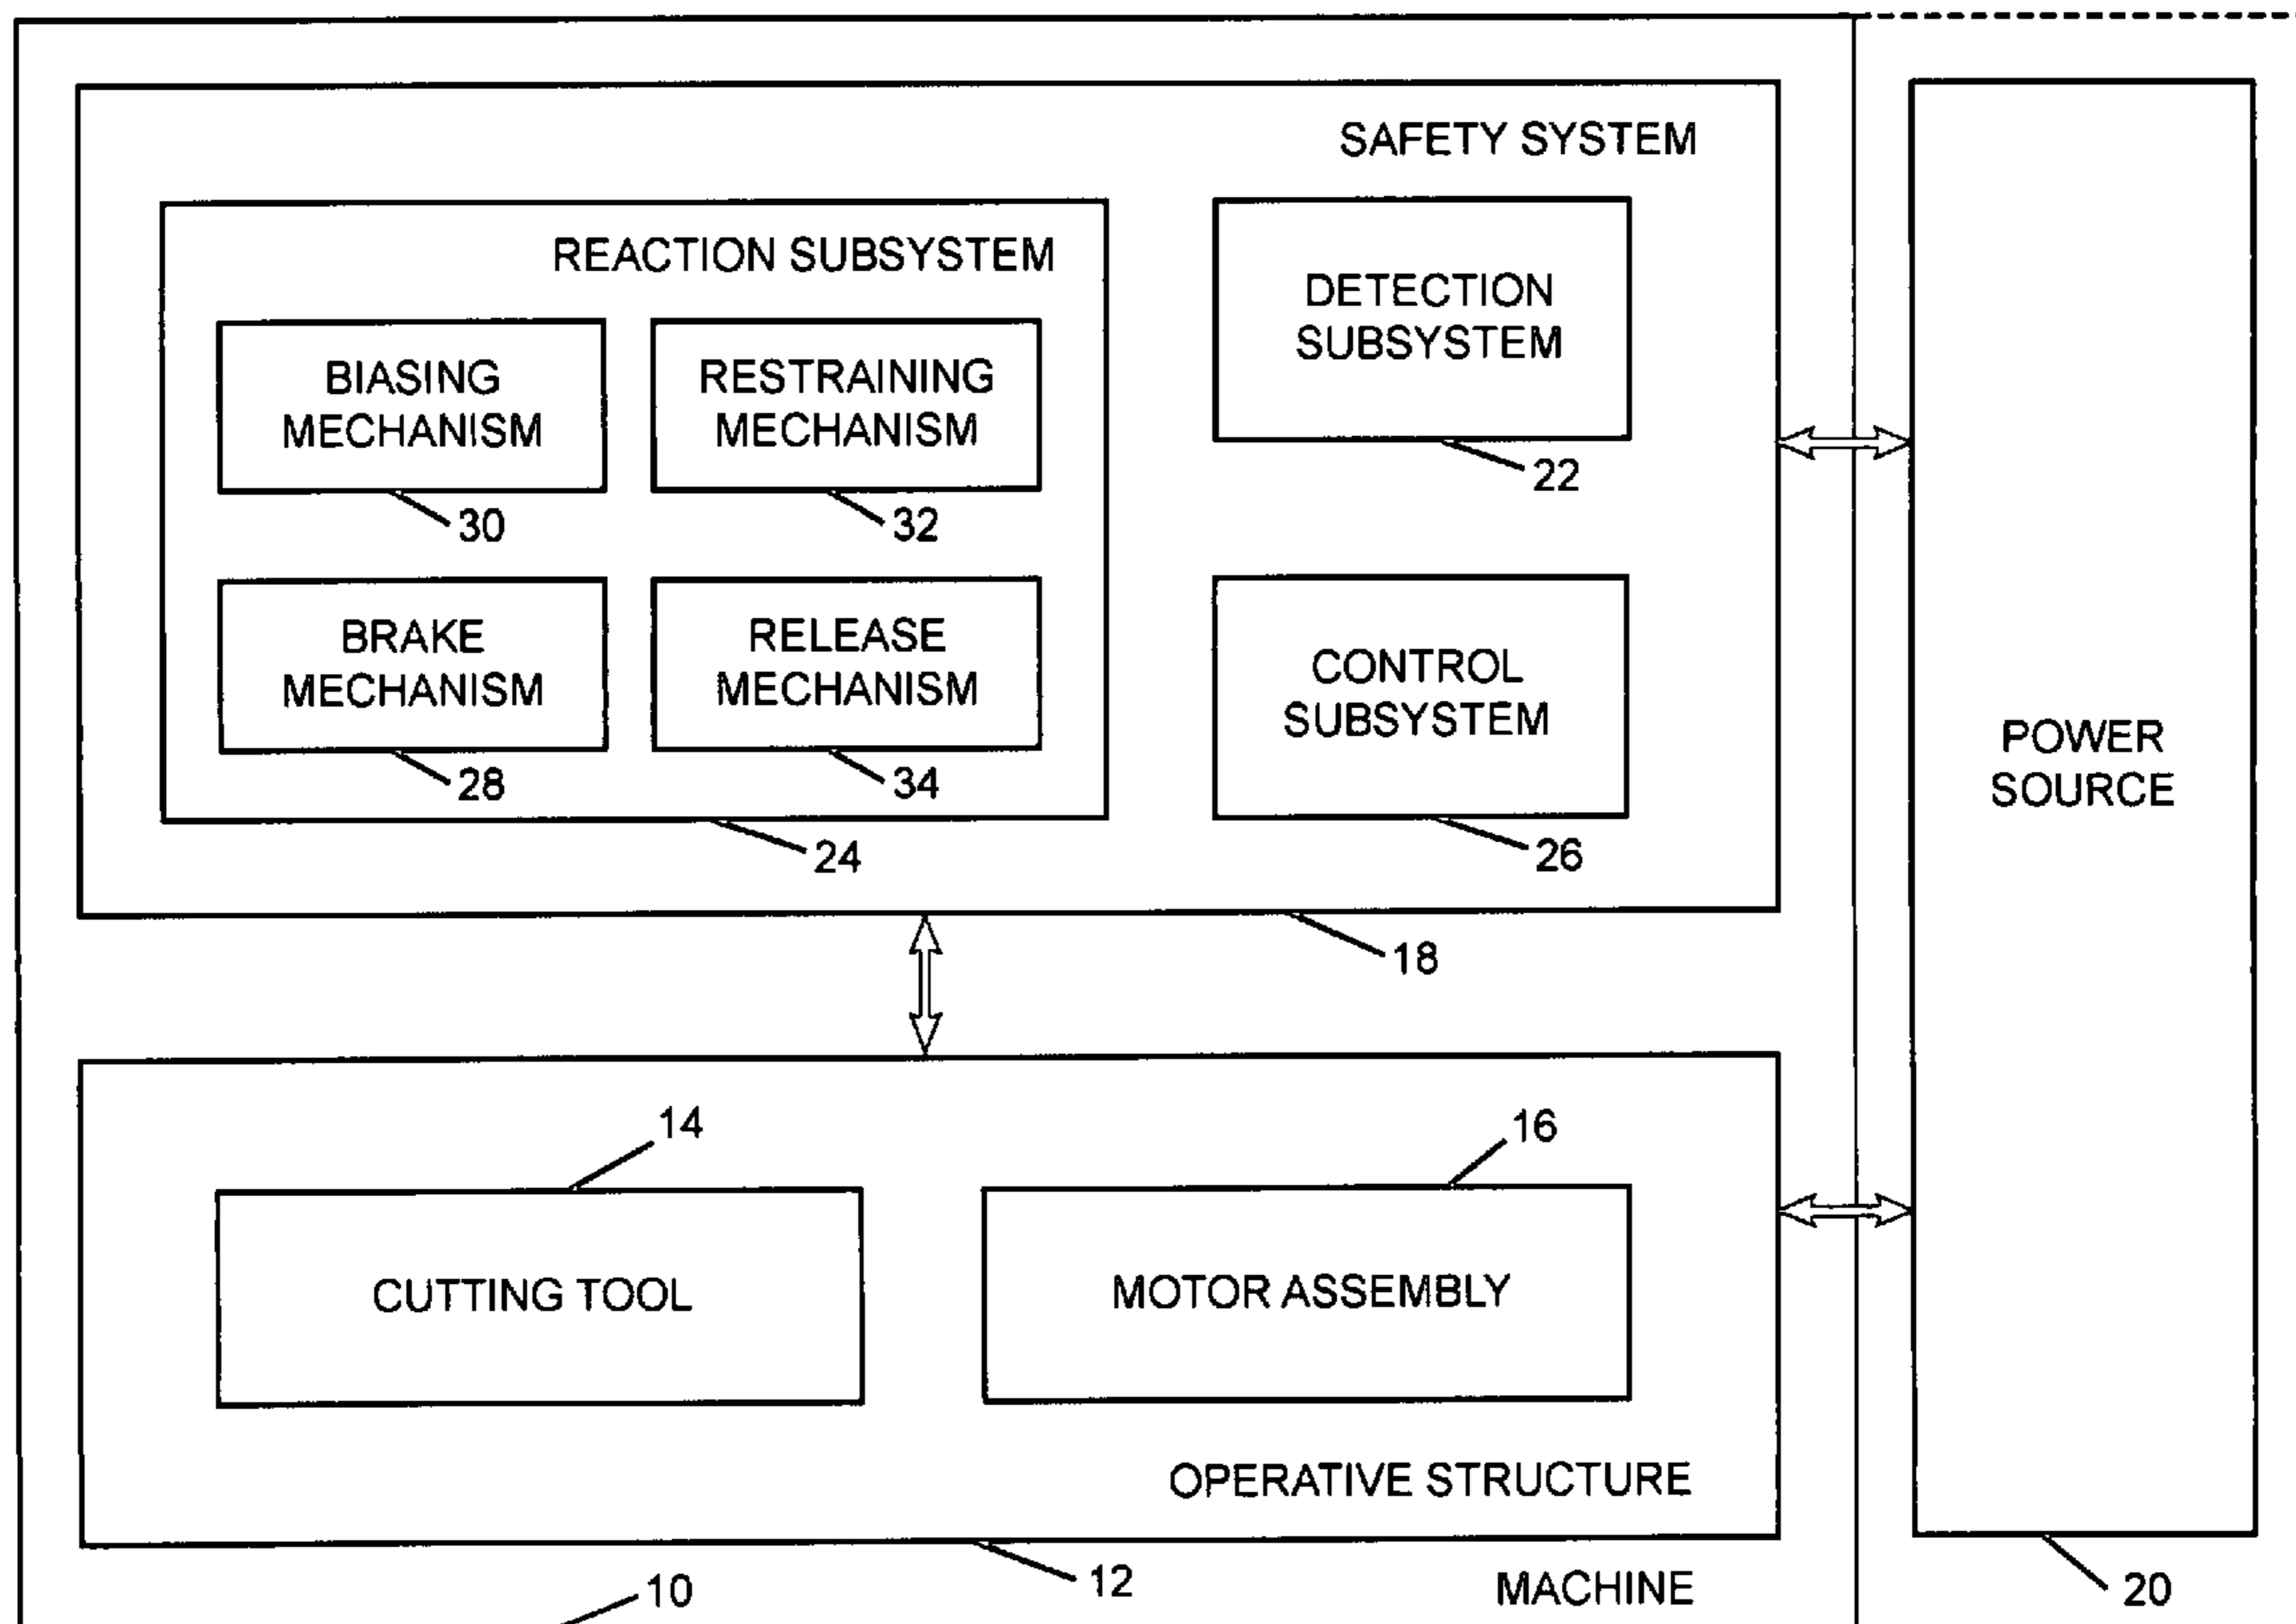 SAFETY SYSTEM
REACTION SUBSYSTEM
BIASING
MECHANISM
30
RESTRAINING
MECHANISM
32
BRAKE
MECHANISM
28
RELEASE
MECHANISM
34
24
DETECTION
SUBSYSTEM
22
CONTROL
SUBSYSTEM
26
18
POWER
SOURCE
20
14
CUTTING TOOL
16
MOTOR ASSEMBLY
OPERATIVE STRUCTURE
12
MACHINE
10